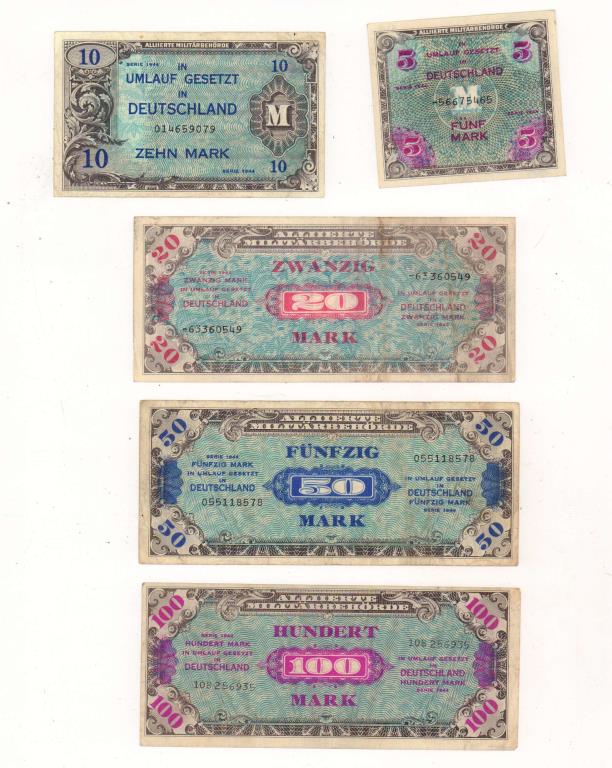 ALLIIERTE MILITÄRBEHÖRDE
10
SERIE 1944
IN
UMLAUF GESETZT
IN
DEUTSCHLAND
014659079
ZEHN MARK
10
M
10
10
SERIE 1944
ALLIIERTE MILITÄRBEHÖRDE
5
IN
UMLAUF GESETZT
IN
DEUTSCHLAND
5
SERIE 1944
-56675465
M
SERIE 1944
5
FÜNF
MARK
5
ALLIIERTE
MILITÄRBEHÖRDE
20
ZWANZIG
20
-63360549
SERIE 1944
ZWANZIG MARK
IN UMLAUF GESETZT
IN
DEUTSCHLAND
-63360549
20
IN UMLAUF GESETZT
IN
DEUTSCHLAND
ZWANZIG MARK
SERIE 1944
20
MARK
20
ALLIIERTE
MILITÄRBEHÖRDE
50
FÜNFZIG
50
055118578
SERIE 1944
FÜNFZIG MARK
IN UMLAUF GESETZT
IN
DEUTSCHLAND
055118578
50
IN UMLAUF GESETZT
IN
DEUTSCHLAND
FÜNFZIG MARK
SERIE 1944
50
MARK
50
ALLIIERTE
MILITÄRBEHÖRDE
100
HUNDERT
100
108256935
SERIE 1944
HUNDERT MARK
IN UMLAUF GESETZT
IN
DEUTSCHLAND
108256935
100
IN UMLAUF GESETZT
IN
DEUTSCHLAND
HUNDERT MARK
SERIE 1944
100
MARK
100